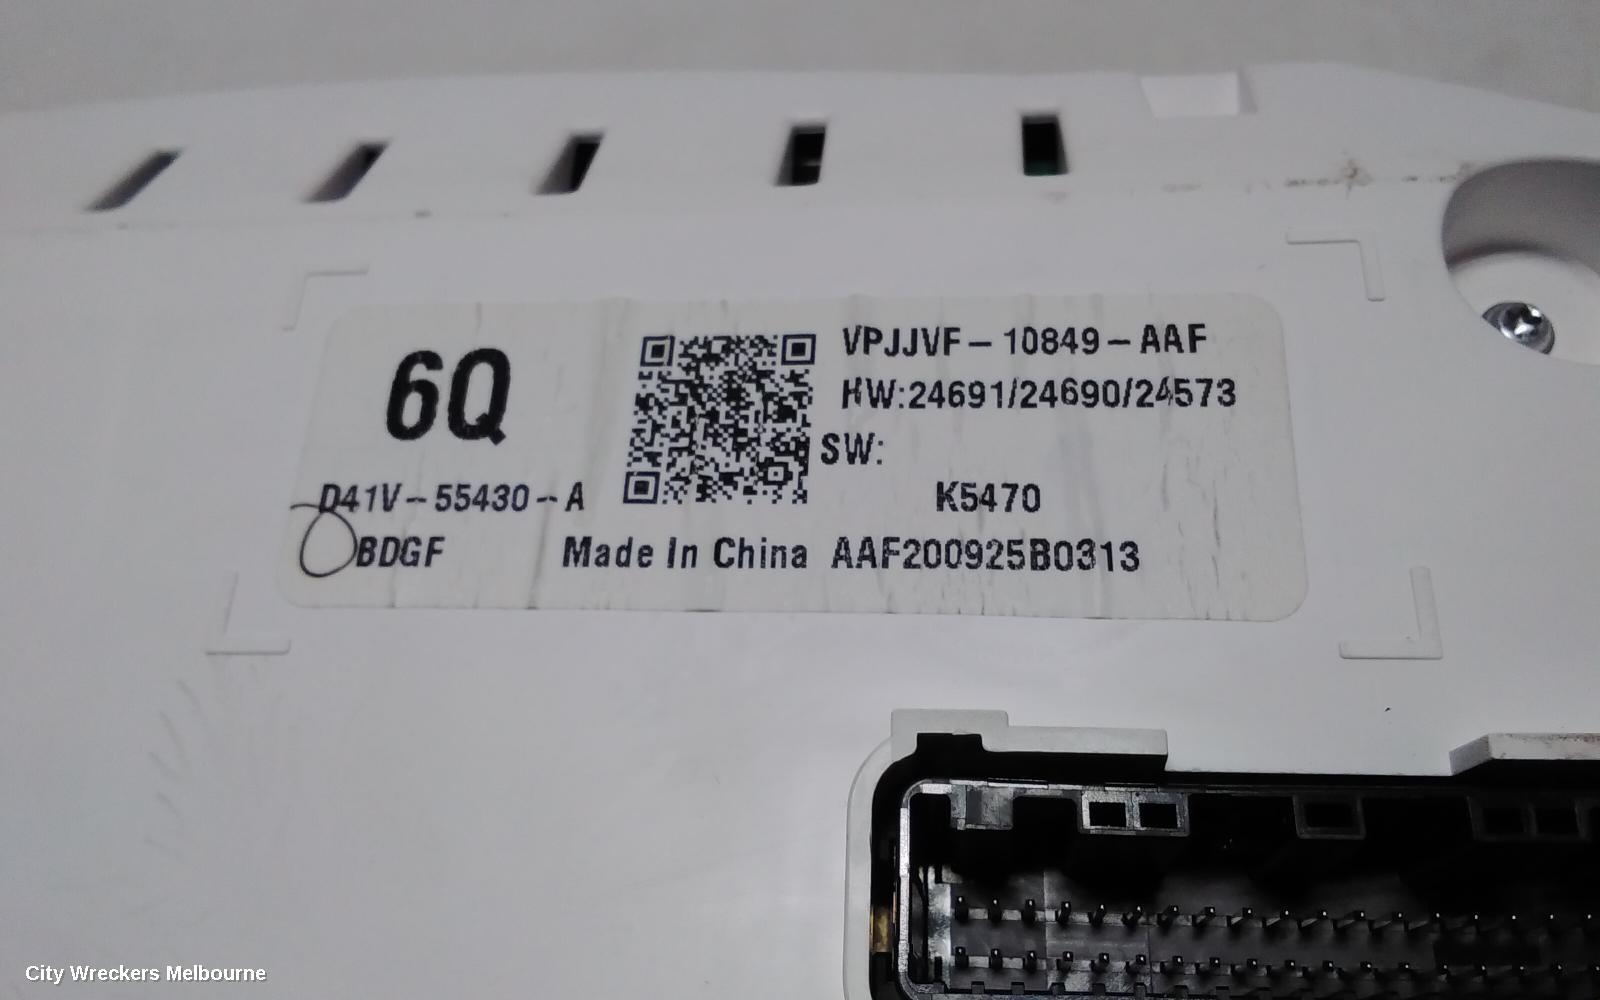 6Q
D41V-55430-A
BDGF
VPJJVF-10849-AAF
HW:24691/24690/24573
SW:
K5470
Made In China AAF200925B0313
City Wreckers Melbourne